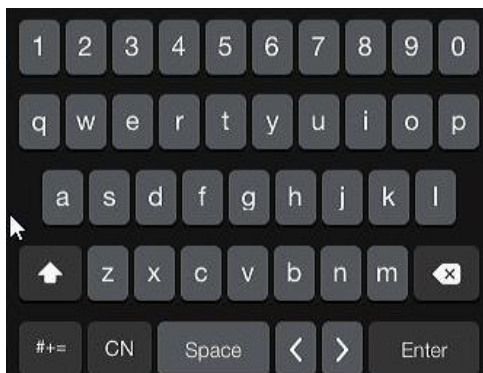 1 2 3 4 5 6 7 8 9 0
q w e r t y u i o p
a s d f g h j k l
z x c v b n m
#+= CN Space < > Enter